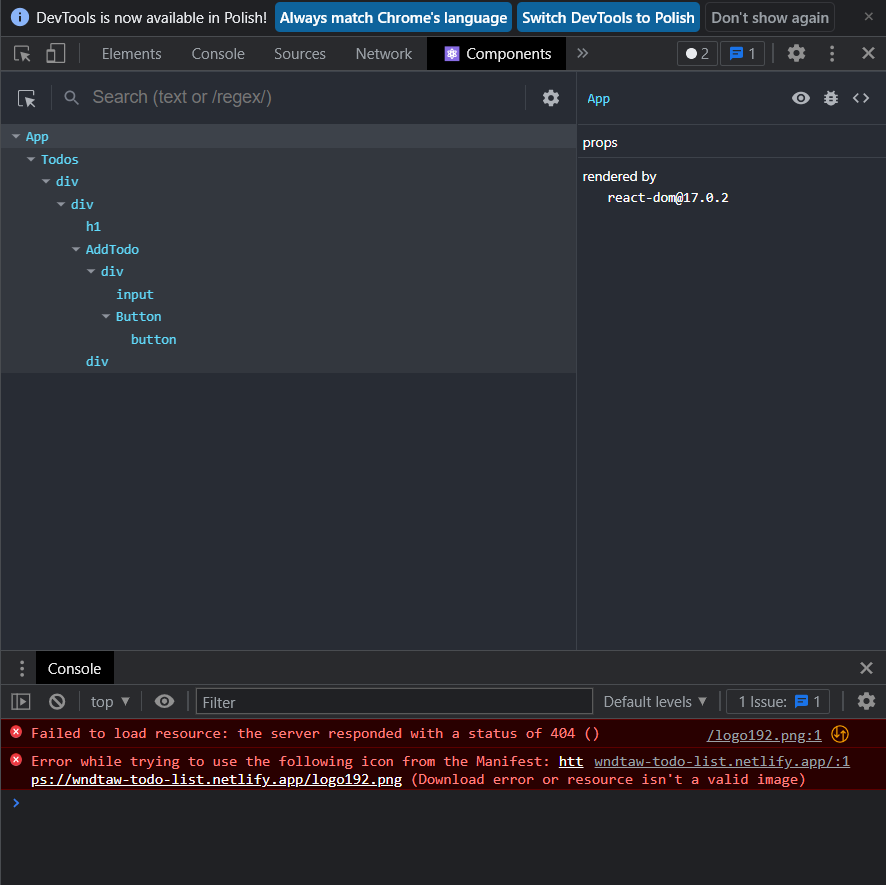 DevTools is now available in Polish! Always match Chrome's language Switch DevTools to Polish Don't show again
Elements Console Sources Network Components 2 1
Search (text or /regex/)
App
App
props
Todos
rendered by
div
react-dom@17.0.2
div
h1
AddTodo
div
input
Button
button
div
Console
top Filter Default levels 1 Issue: 1
Failed to load resource: the server responded with a status of 404 () /logo192.png:1
Error while trying to use the following icon from the Manifest: htt wndtaw-todo-list.netlify.app/:1
ps://wndtaw-todo-list.netlify.app/logo192.png (Download error or resource isn't a valid image)